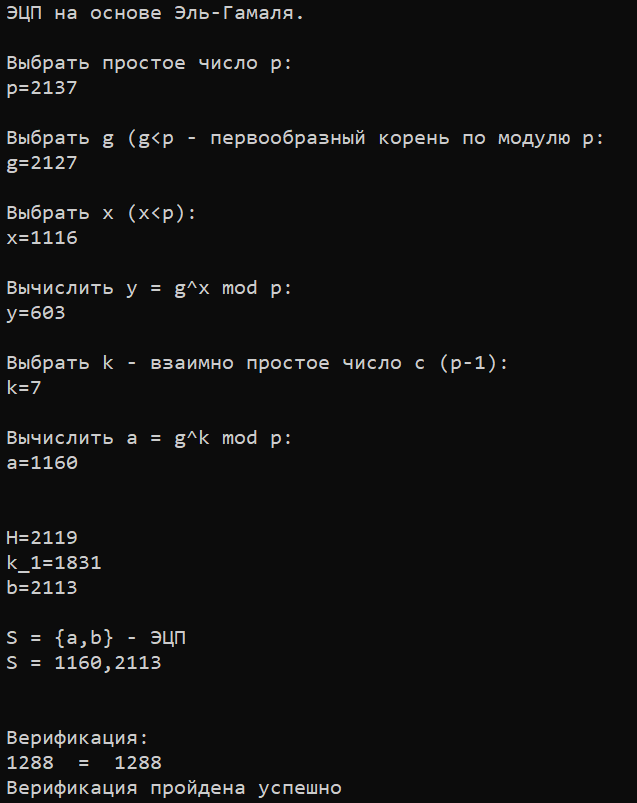 ЭЦП на основе Эль-Гамаля.
Выбрать простое число p:
p=2137
Выбрать g (g<p - первообразный корень по модулю p:
g=2127
Выбрать x (x<p):
x=1116
Вычислить y = g^x mod p:
y=603
Выбрать k - взаимно простое число с (p-1):
k=7
Вычислить a = g^k mod p:
a=1160
H=2119
k_1=1831
b=2113
S = {a,b} - ЭЦП
S = 1160,2113
Верификация:
1288  =  1288
Верификация пройдена успешно